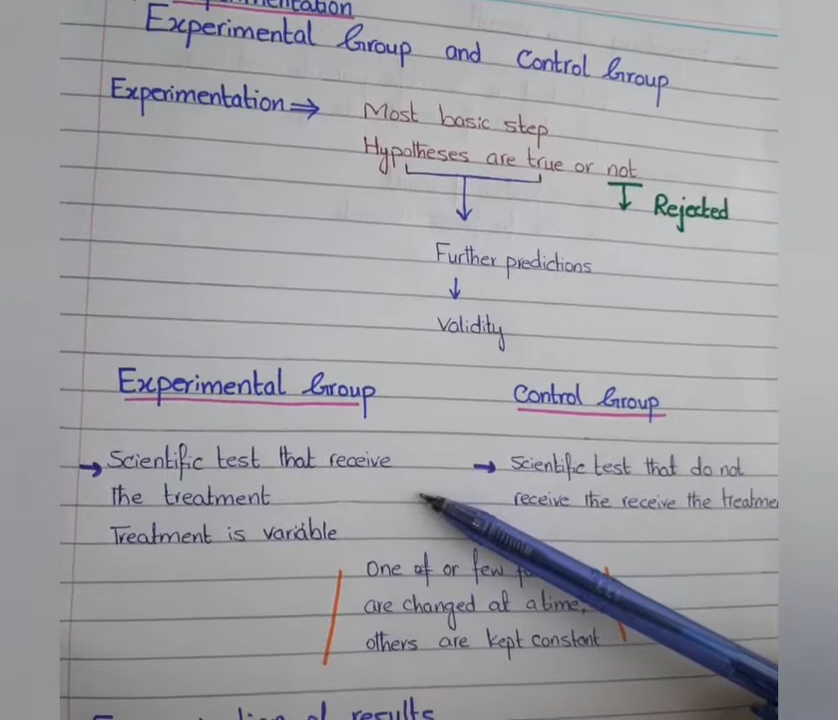 Experimental Group and Control Group
Experimentation ⇒ Most basic step
Hypotheses are true or not
Rejected
Further predictions
↓
Validity
Experimental Group
→ Scientific test that receive
the treatment
Treatment is variable
Control Group
→ Scientific test that do not
receive the receive the
One of or few
are changed at a time,
others are kept constant
of results